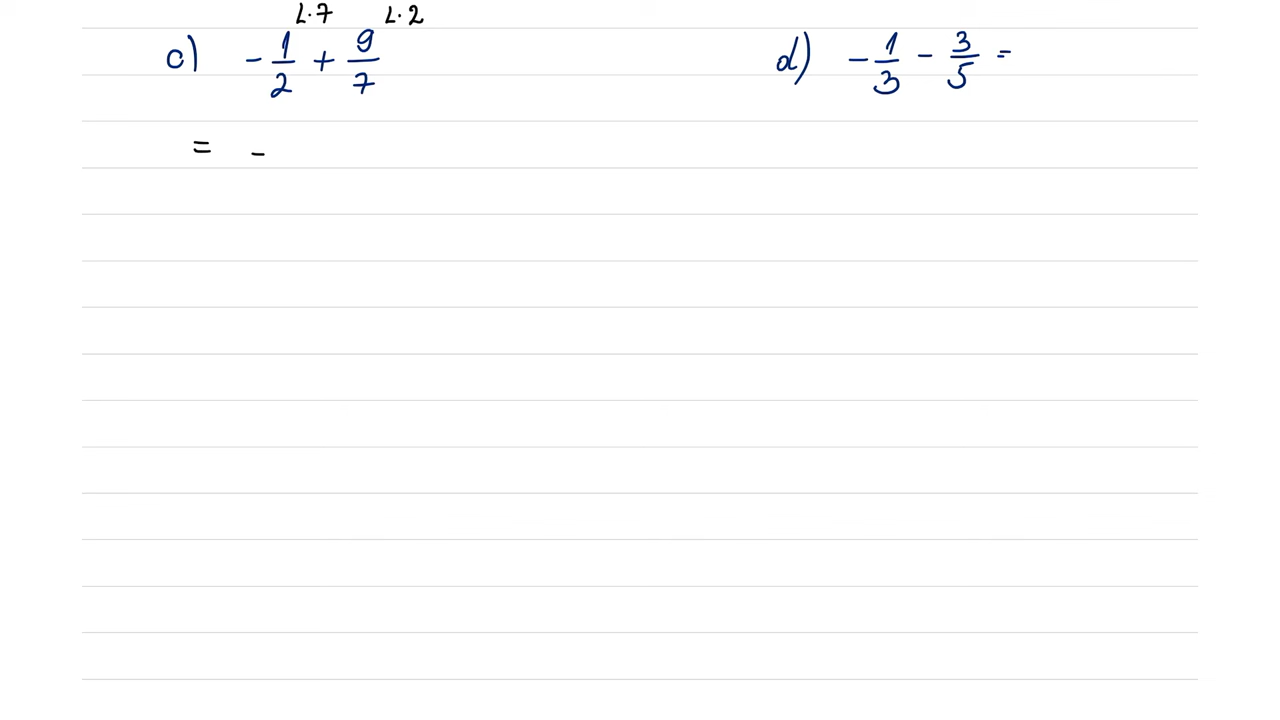 L·7 L·2
c) -1/2 + 9/7
d) -1/3 - 3/5 =
= -